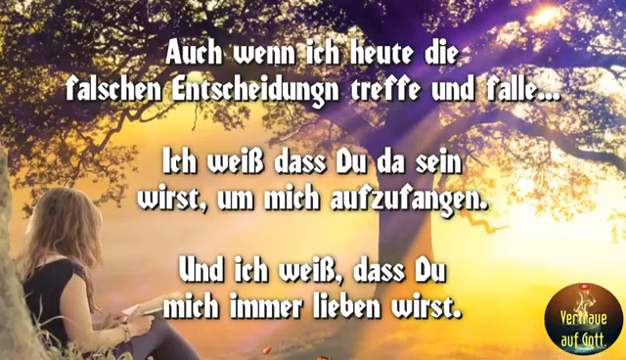 Auch wenn ich heute die
falschen Entscheidungn treffe und falle...
Ich weiß dass Du da sein
wirst, um mich aufzufangen.
Und ich weiß, dass Du
mich immer lieben wirst.
Vertraue
auf Gott.